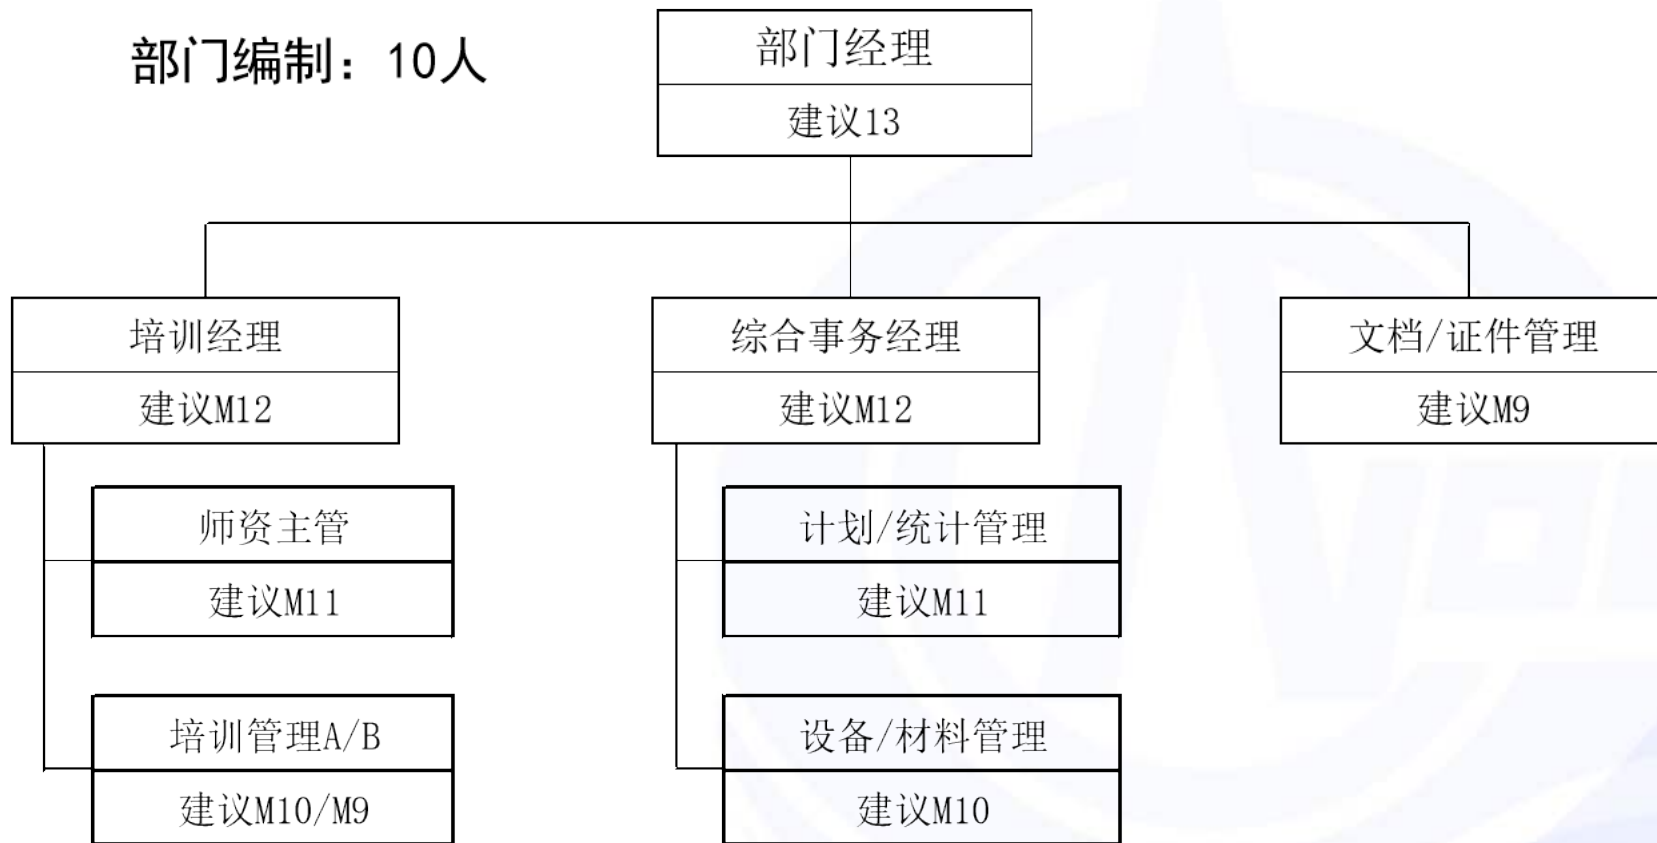 部门编制：10人
部门经理
建议13
培训经理
建议M12
综合事务经理
建议M12
文档/证件管理
建议M9
师资主管
建议M11
计划/统计管理
建议M11
培训管理A/B
建议M10/M9
设备/材料管理
建议M10